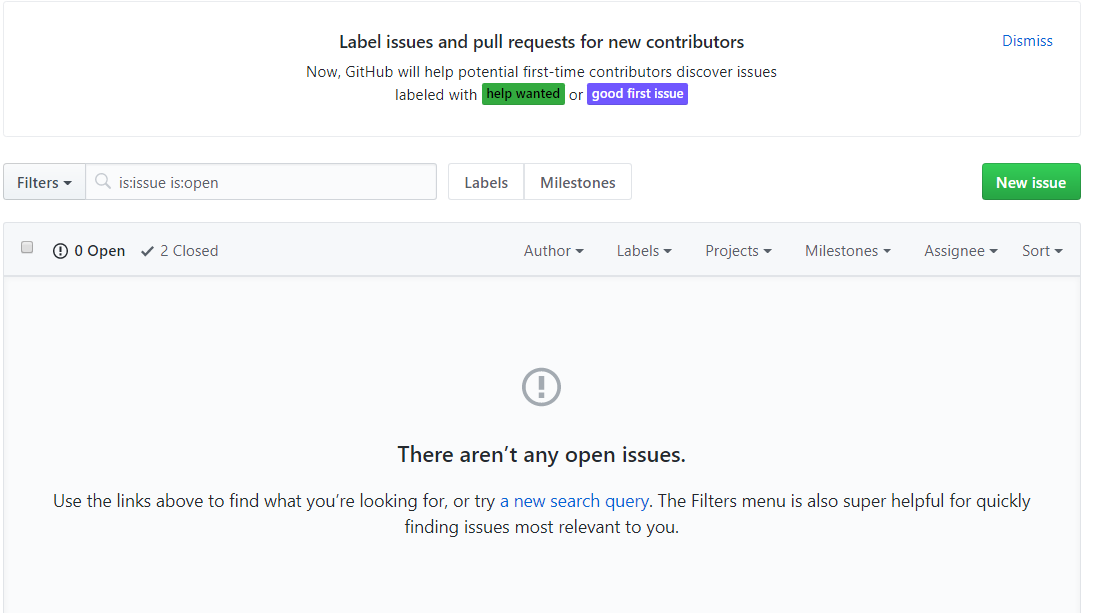 Label issues and pull requests for new contributors
Dismiss
Now, GitHub will help potential first-time contributors discover issues
labeled with help wanted or good first issue
Filters is:issue is:open Labels Milestones New issue
0 Open 2 Closed Author Labels Projects Milestones Assignee Sort
There aren’t any open issues.
Use the links above to find what you’re looking for, or try a new search query. The Filters menu is also super helpful for quickly
finding issues most relevant to you.